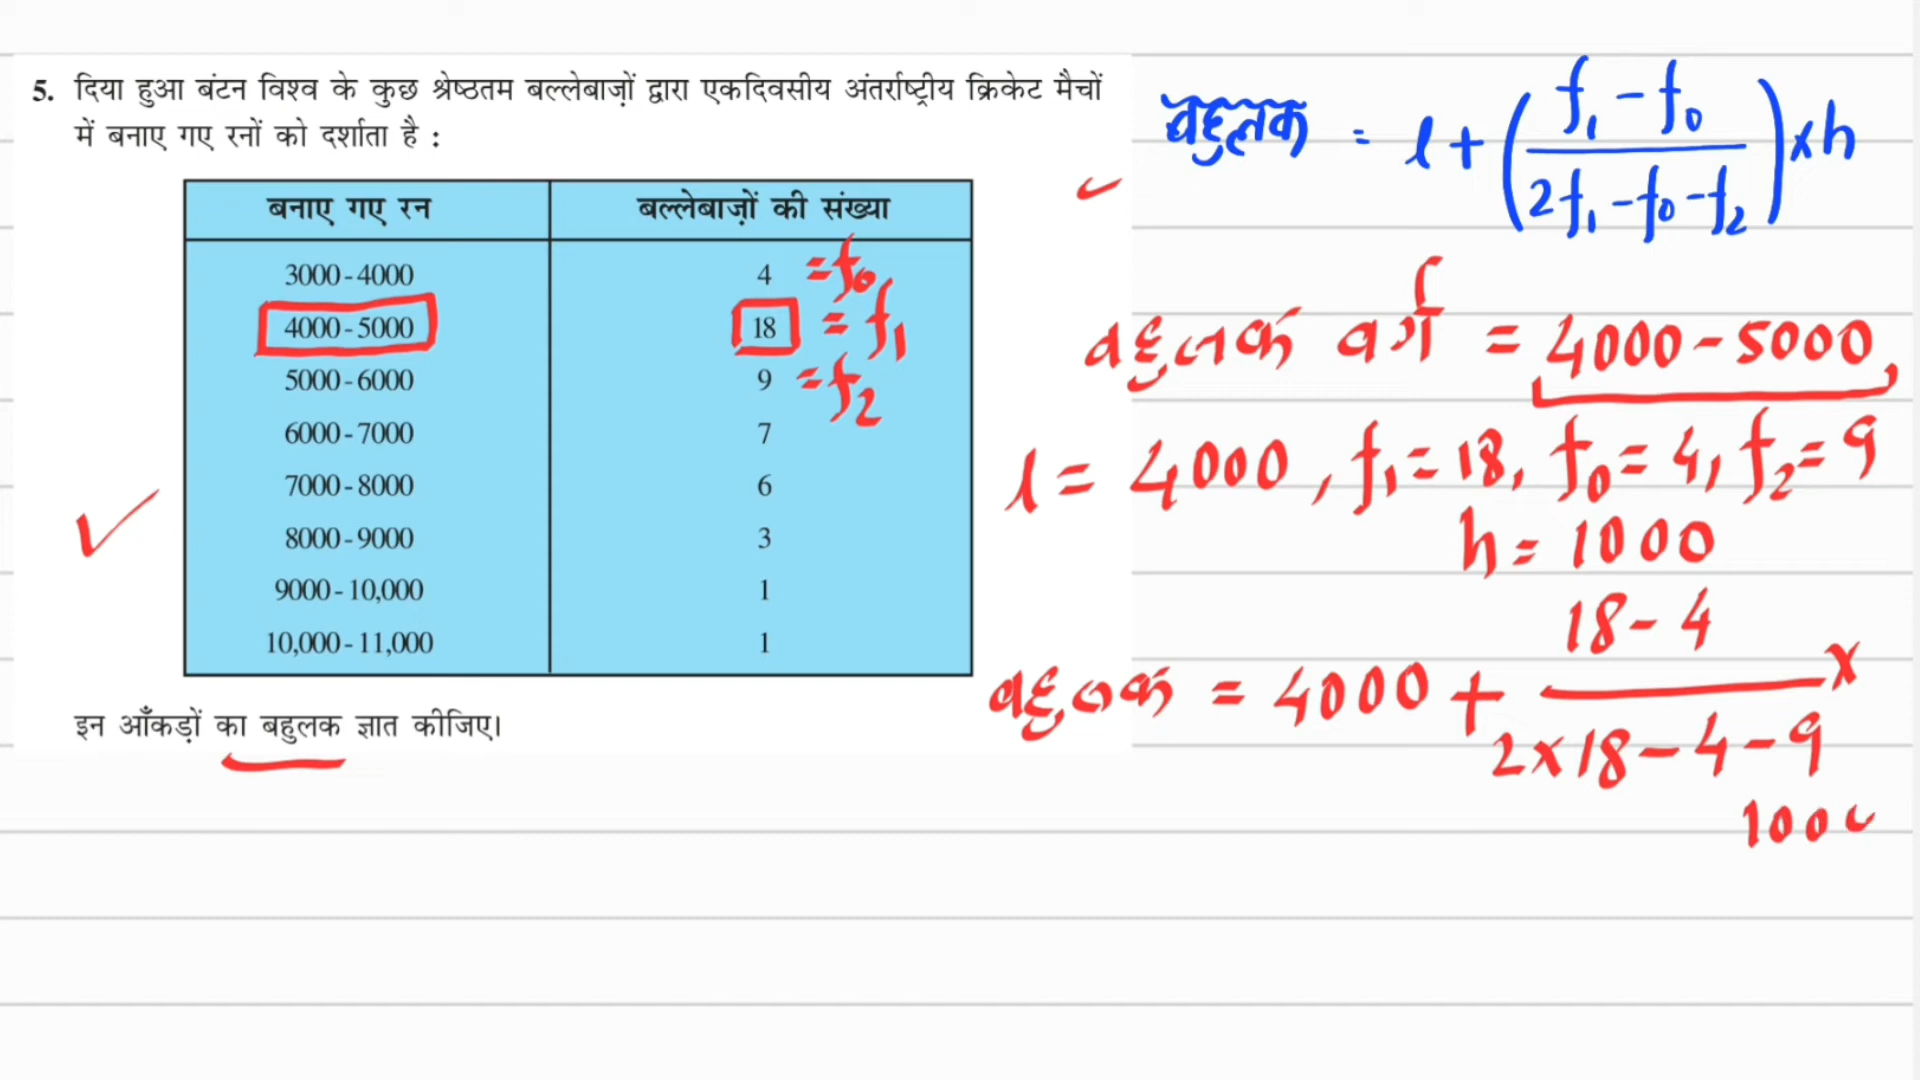 5. दिया हुआ बंटन विश्व के कुछ श्रेष्ठतम बल्लेबाज़ों द्वारा एकदिवसीय अंतर्राष्ट्रीय क्रिकेट मैचों
में बनाए गए रनों को दर्शाता है :
बनाए गए रन बल्लेबाज़ों की संख्या
3000-4000 4 =f₀
4000-5000 18 = f₁
5000-6000 9 =f₂
6000-7000 7
7000-8000 6
8000-9000 3
9000-10,000 1
10,000-11,000 1
इन आँकड़ों का बहुलक ज्ञात कीजिए।
बहुलक = l + (f₁ - f₀ / 2f₁ - f₀ - f₂) × h
बहुलक वर्ग = 4000 - 5000,
l = 4000, f₁ = 18, f₀ = 4, f₂ = 9
h = 1000
18 - 4
बहुलक = 4000 + ——— ×
2×18 - 4 - 9
1000